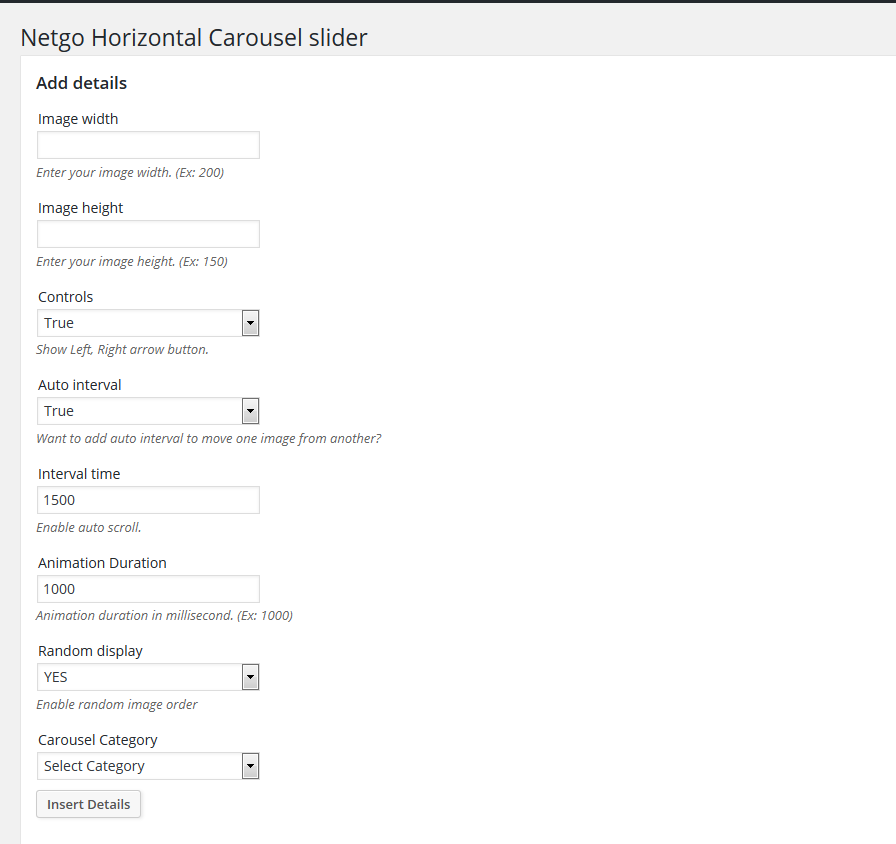 Netgo Horizontal Carousel slider
Add details
Image width
Enter your image width. (Ex: 200)
Image height
Enter your image height. (Ex: 150)
Controls
True
Show Left, Right arrow button.
Auto interval
True
Want to add auto interval to move one image from another?
Interval time
1500
Enable auto scroll.
Animation Duration
1000
Animation duration in millisecond. (Ex: 1000)
Random display
YES
Enable random image order
Carousel Category
Select Category
Insert Details